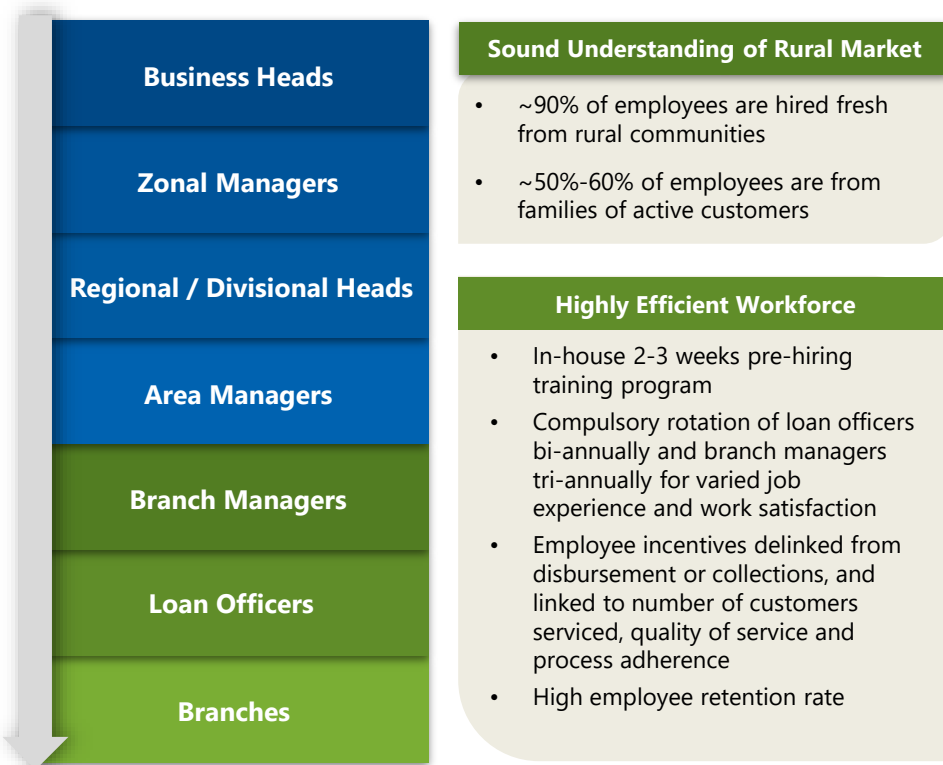 Business Heads
Zonal Managers
Regional / Divisional Heads
Area Managers
Branch Managers
Loan Officers
Branches
Sound Understanding of Rural Market
• ~90% of employees are hired fresh
from rural communities
• ~50%-60% of employees are from
families of active customers
Highly Efficient Workforce
• In-house 2-3 weeks pre-hiring
training program
• Compulsory rotation of loan officers
bi-annually and branch managers
tri-annually for varied job
experience and work satisfaction
• Employee incentives delinked from
disbursement or collections, and
linked to number of customers
serviced, quality of service and
process adherence
• High employee retention rate